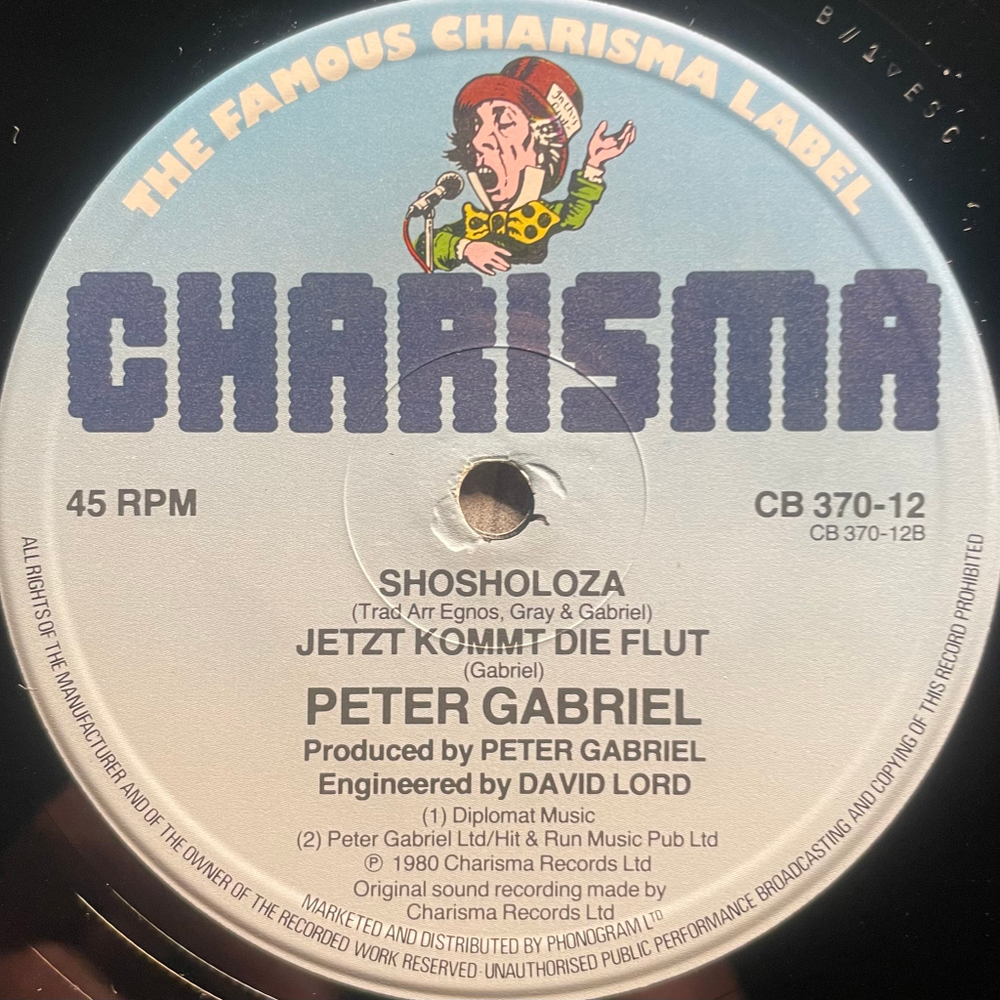 THE FAMOUS CHARISMA LABEL
CHARISMA
45 RPM
CB 370-12
CB 370-12B
SHOSHOLOZA
(Trad Arr Egnos, Gray & Gabriel)
JETZT KOMMT DIE FLUT
(Gabriel)
PETER GABRIEL
Produced by PETER GABRIEL
Engineered by DAVID LORD
(1) Diplomat Music
(2) Peter Gabriel Ltd/Hit & Run Music Pub Ltd
℗ 1980 Charisma Records Ltd
Original sound recording made by
Charisma Records Ltd
MARKETED AND DISTRIBUTED BY PHONOGRAM LTD
ALL RIGHTS OF THE MANUFACTURER AND OF THE OWNER OF THE RECORDED WORK RESERVED·UNAUTHORISED PUBLIC PERFORMANCE BROADCASTING AND COPYING OF THIS RECORD PROHIBITED